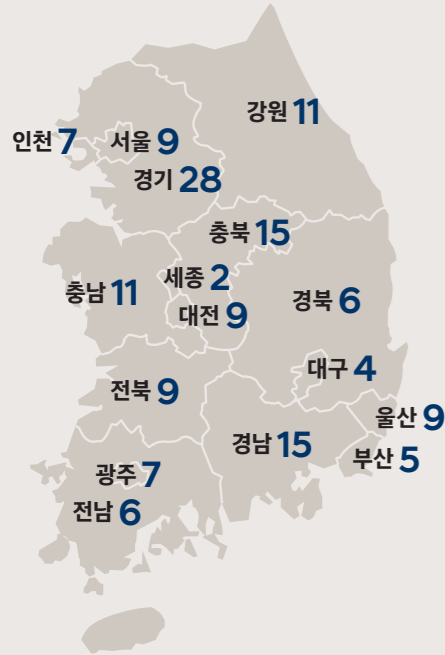 강원 11
인천 7
서울 9
경기 28
충북 15
세종 2
충남 11
대전 9
경북 6
대구 4
전북 9
울산 9
경남 15
부산 5
광주 7
전남 6